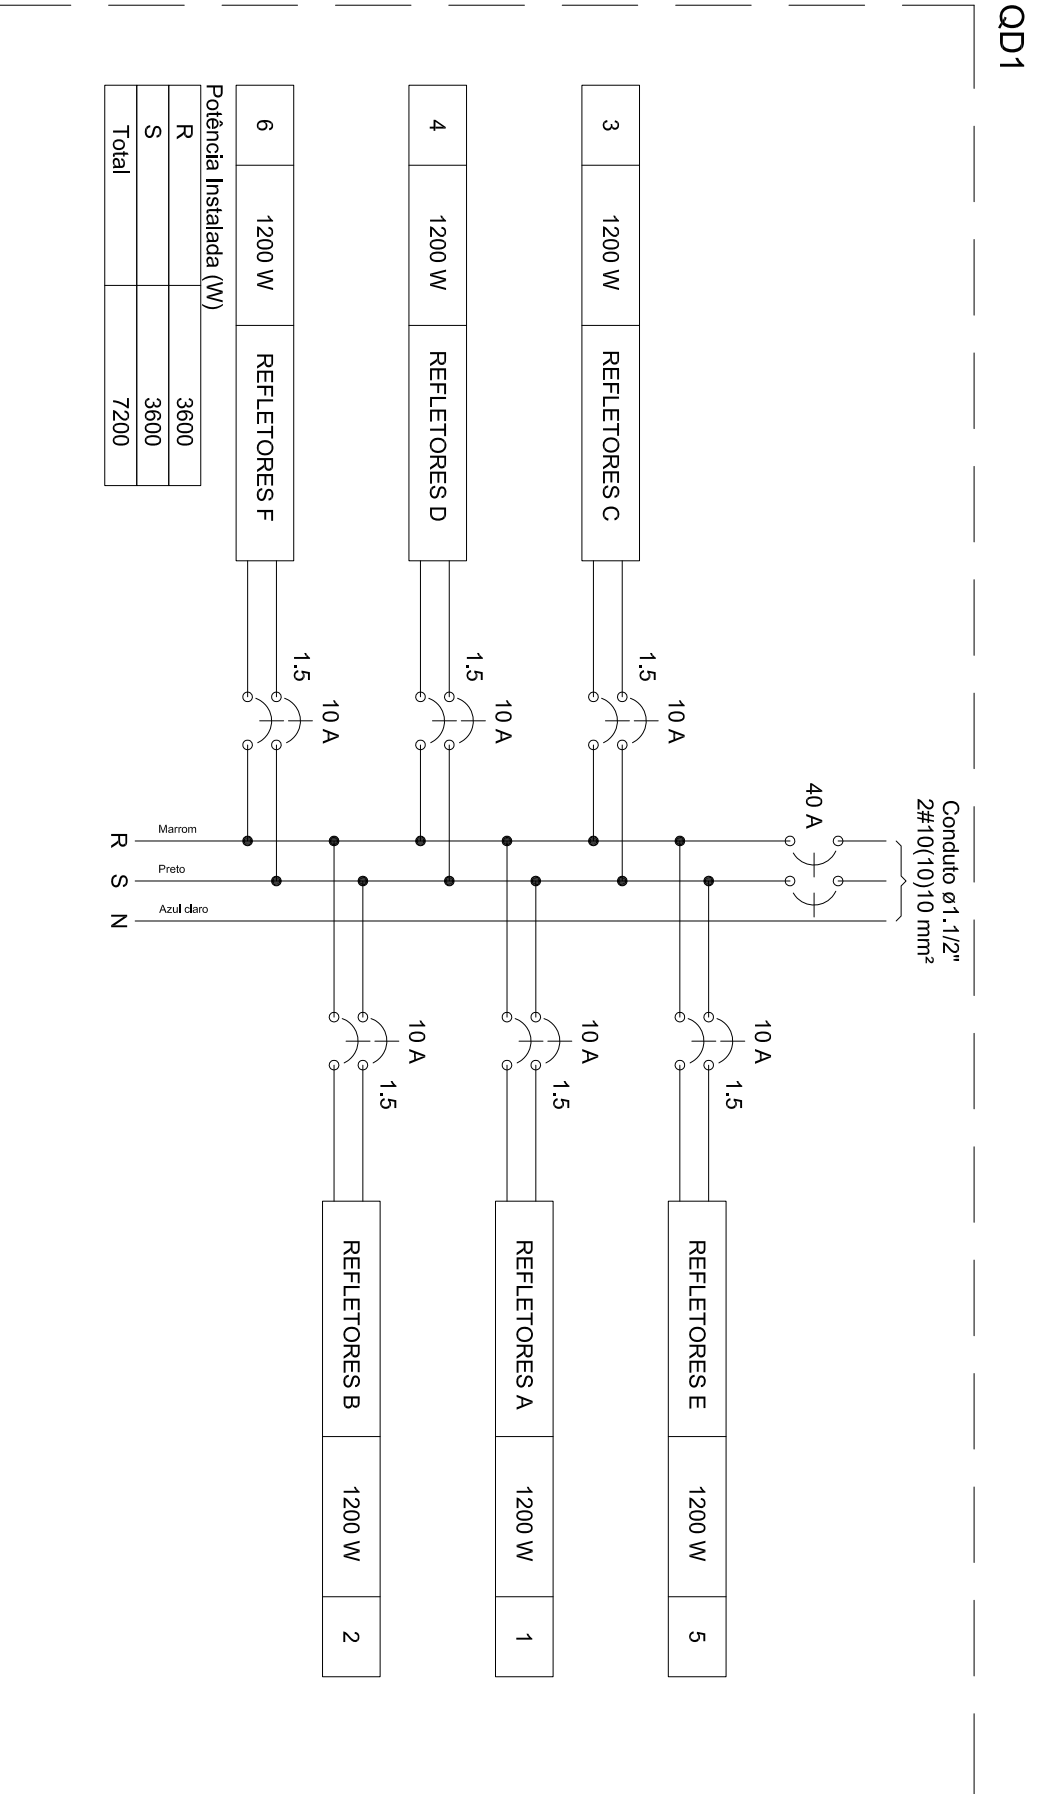 QD1
Conduto ø1.1/2"
2#10(10)10 mm²
40 A
10 A
1.5
3
1200 W
REFLETORES C
10 A
1.5
REFLETORES E
1200 W
5
10 A
1.5
4
1200 W
REFLETORES D
10 A
1.5
REFLETORES A
1200 W
1
10 A
1.5
6
1200 W
REFLETORES F
10 A
1.5
REFLETORES B
1200 W
2
Marrom
Preto
Azul claro
R
S
N
Potência Instalada (W)
R 3600
S 3600
Total 7200